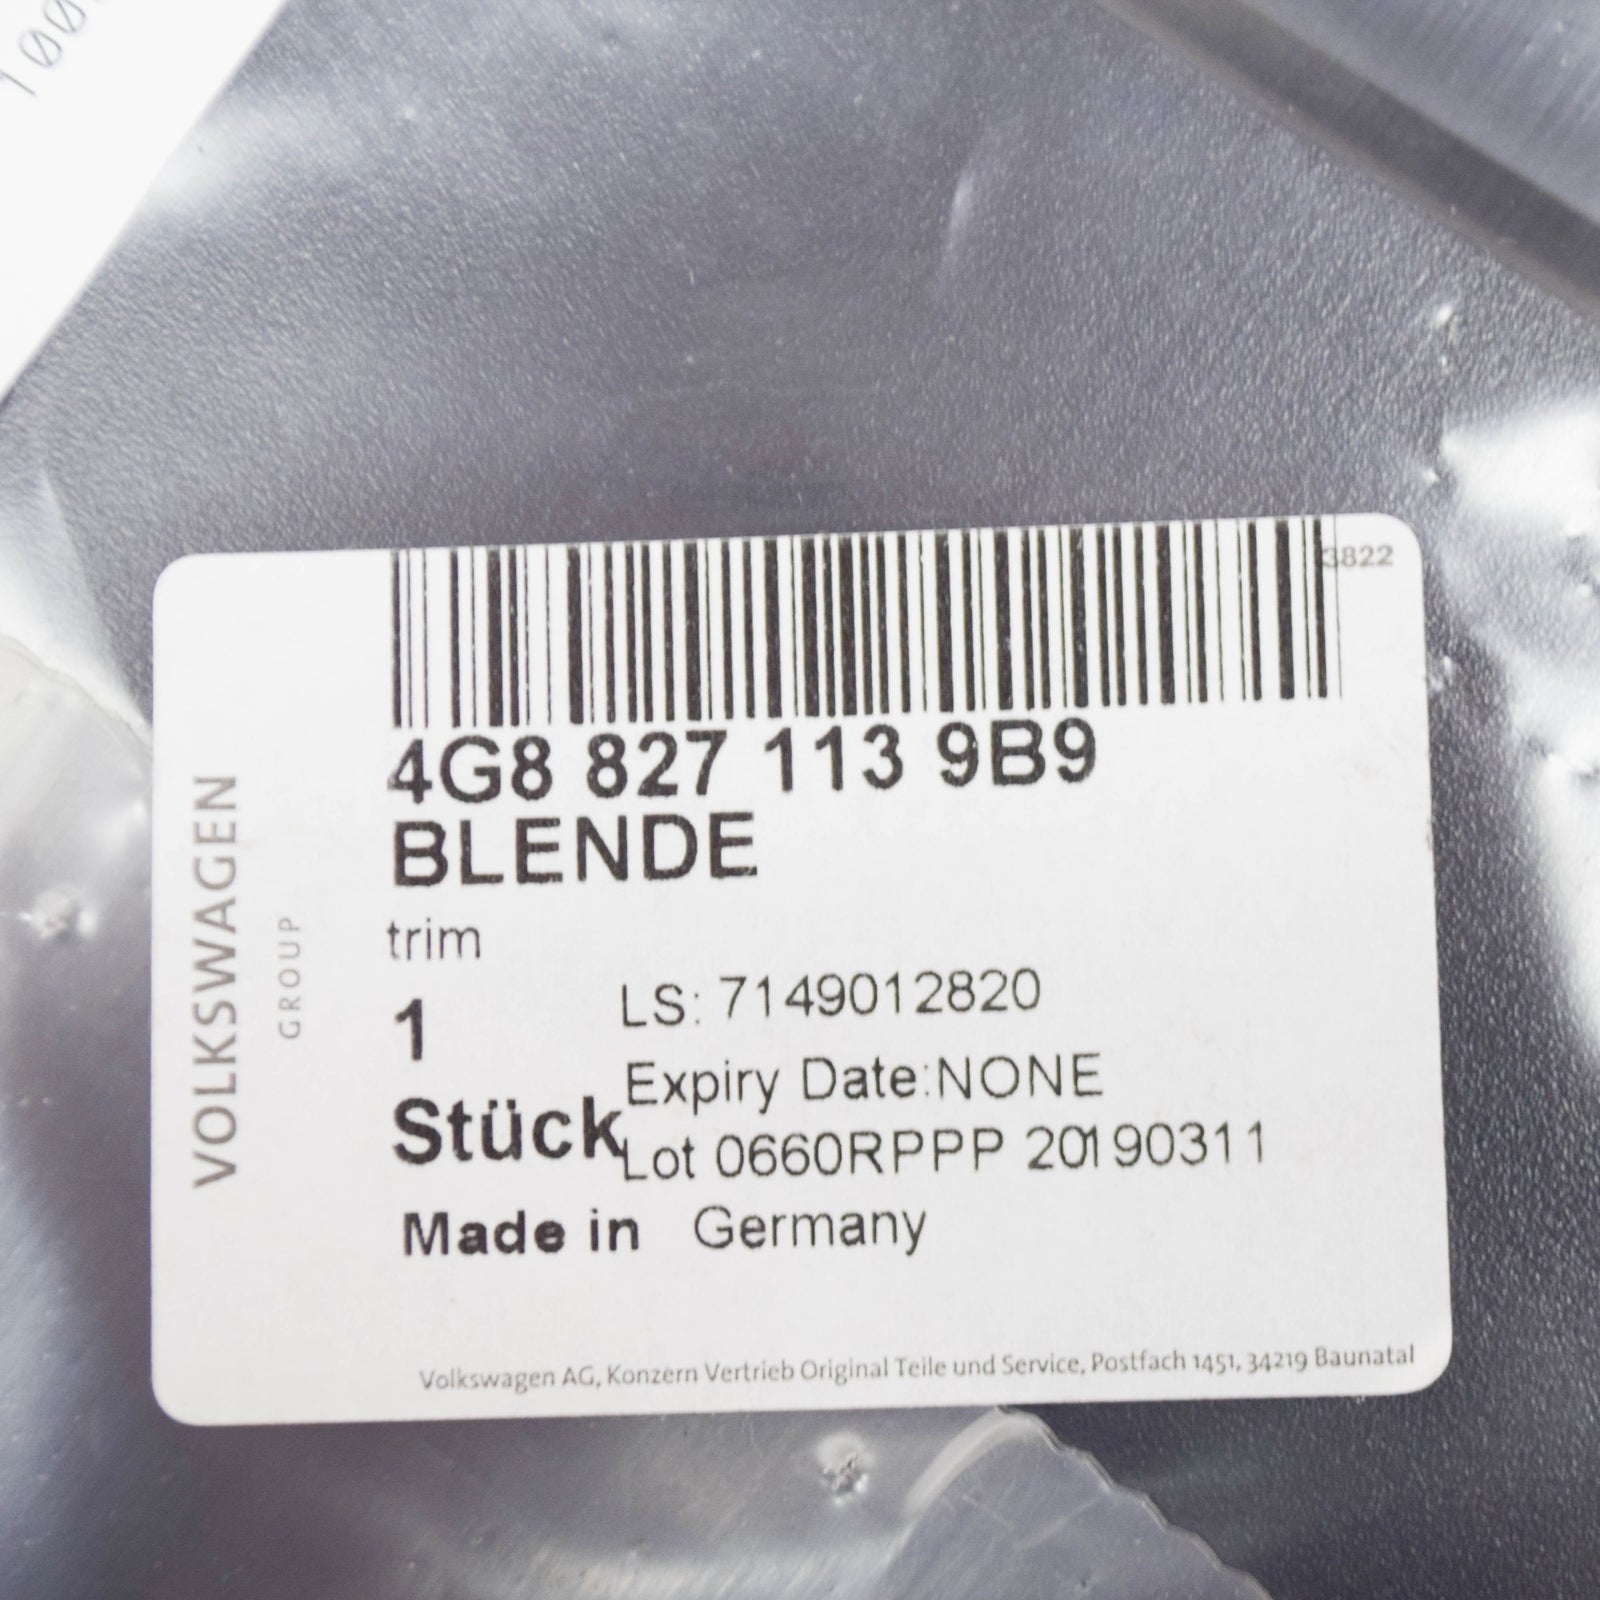 3822
4G8 827 113 9B9
BLENDE
trim
1
LS: 7149012820
Expiry Date:NONE
Stück
Lot 0660RPPP 20190311
Made in Germany
Volkswagen AG, Konzern Vertrieb Original Teile und Service, Postfach 1451, 34219 Baunatal
VOLKSWAGEN
GROUP